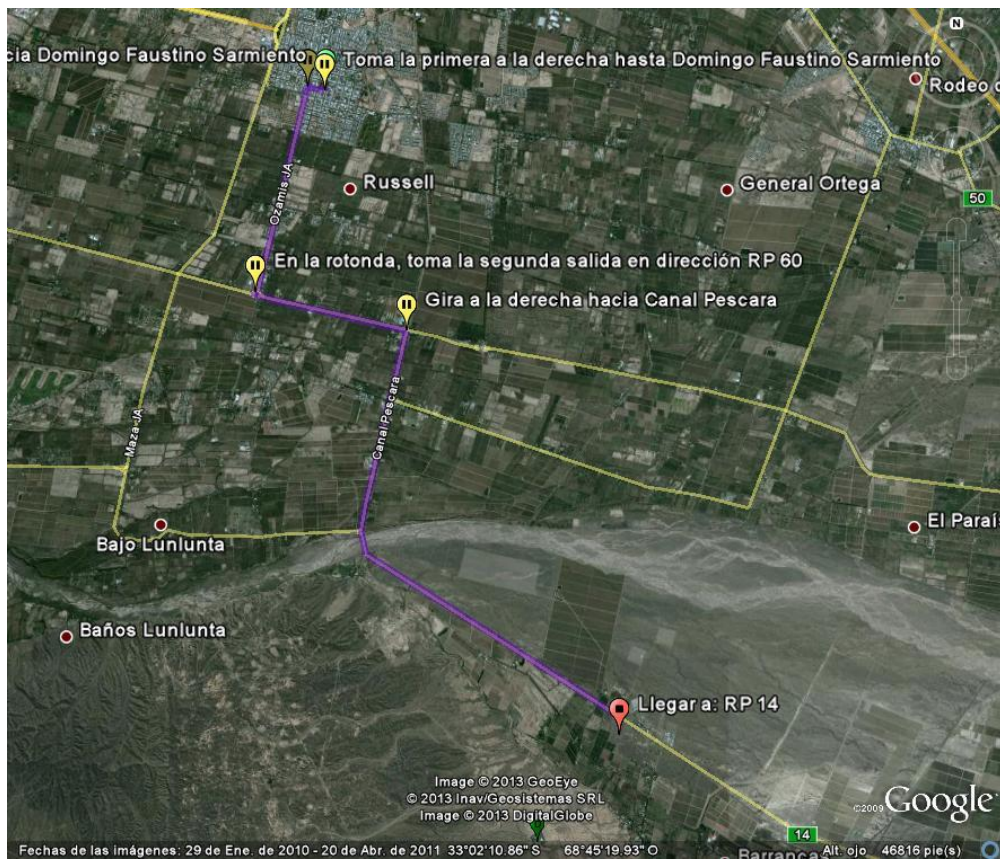 N
cia Domingo Faustino Sarmiento
Toma la primera a la derecha hasta Domingo Faustino Sarmiento
Rodeo d
Russell
General Ortega
50
Ozamis JA
En la rotonda, toma la segunda salida en dirección RP 60
Gira a la derecha hacia Canal Pescara
Maza JA
Canal Pescara
Bajo Lunlunta
El Paraí
Baños Lunlunta
Llegar a: RP 14
Image © 2013 GeoEye
© 2013 Inav/Geosistemas SRL
Image © 2013 DigitalGlobe
©2009 Google
14
Barranca
Fechas de las imágenes: 29 de Ene. de 2010 - 20 de Abr. de 2011 33°02'10.86" S 68°45'19.93" O Alt. ojo 46816 pie(s)